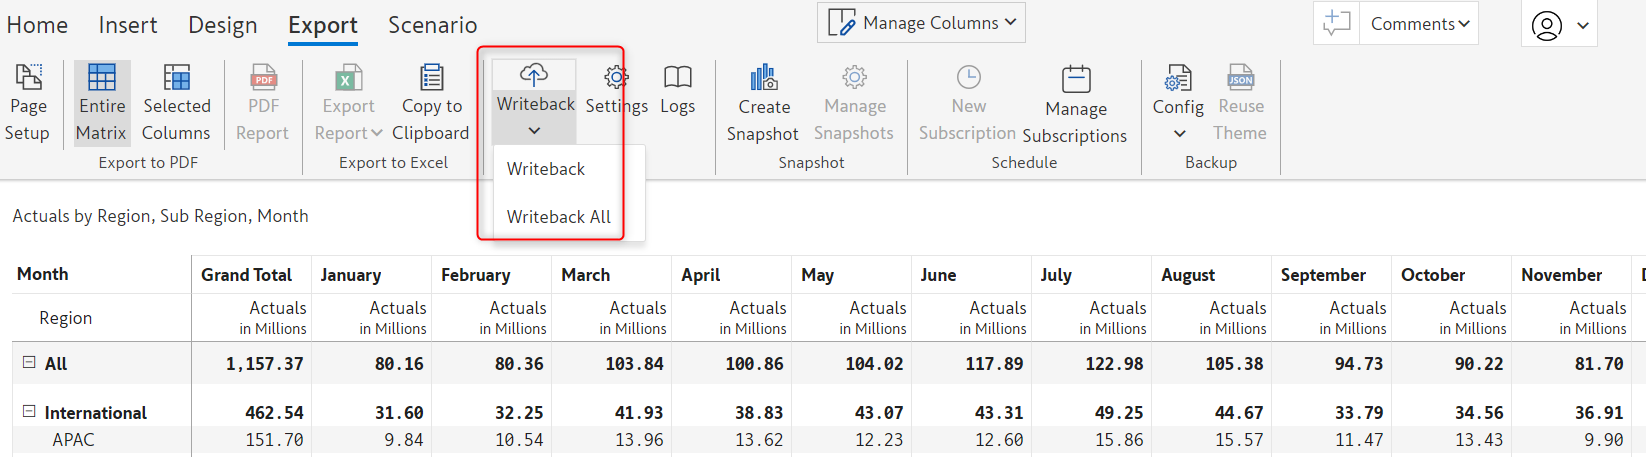 Home Insert Design Export Scenario Manage Columns Comments
Page Setup Entire Matrix Selected Columns PDF Report Export Report Copy to Clipboard Writeback Settings Logs Create Snapshot Manage Snapshots New Subscription Manage Subscriptions Config Reuse Theme
Export to PDF Export to Excel Snapshot Schedule Backup
Writeback
Writeback All
Actuals by Region, Sub Region, Month
Month Grand Total January February March April May June July August September October November
Region Actuals Actuals Actuals Actuals Actuals Actuals Actuals Actuals Actuals Actuals Actuals Actuals
in Millions in Millions in Millions in Millions in Millions in Millions in Millions in Millions in Millions in Millions in Millions in Millions
All 1,157.37 80.16 80.36 103.84 100.86 104.02 117.89 122.98 105.38 94.73 90.22 81.70
International 462.54 31.60 32.25 41.93 38.83 43.07 43.31 49.25 44.67 33.79 34.56 36.91
APAC 151.70 9.84 10.54 13.96 13.62 12.23 12.60 15.86 15.57 11.47 13.43 9.90